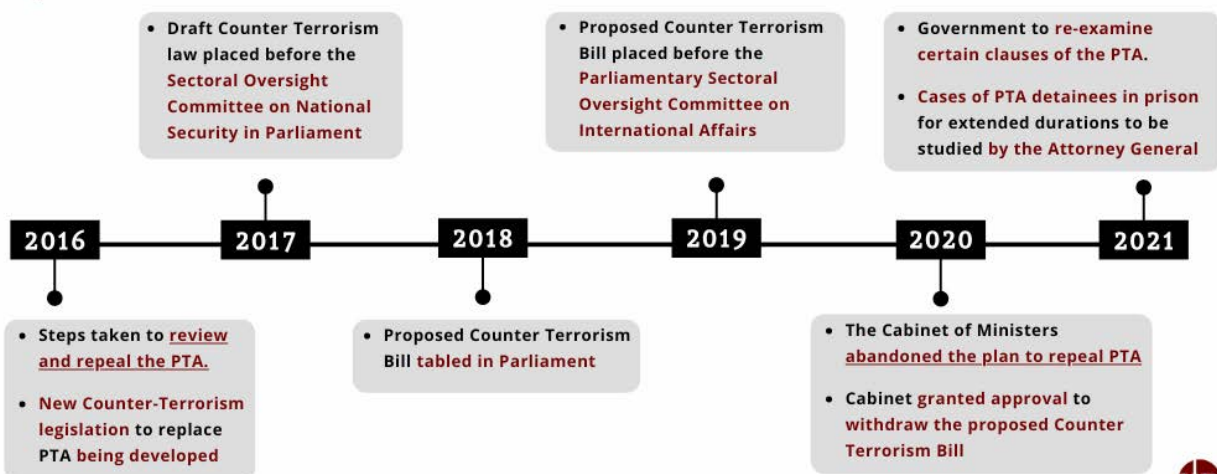 • Draft Counter Terrorism
law placed before the
Sectoral Oversight
Committee on National
Security in Parliament
• Proposed Counter Terrorism
Bill placed before the
Parliamentary Sectoral
Oversight Committee on
International Affairs
• Government to re-examine
certain clauses of the PTA.
• Cases of PTA detainees in prison
for extended durations to be
studied by the Attorney General
2016 2017 2018 2019 2020 2021
• Steps taken to review
and repeal the PTA.
• New Counter-Terrorism
legislation to replace
PTA being developed
• Proposed Counter Terrorism
Bill tabled in Parliament
• The Cabinet of Ministers
abandoned the plan to repeal PTA
• Cabinet granted approval to
withdraw the proposed Counter
Terrorism Bill